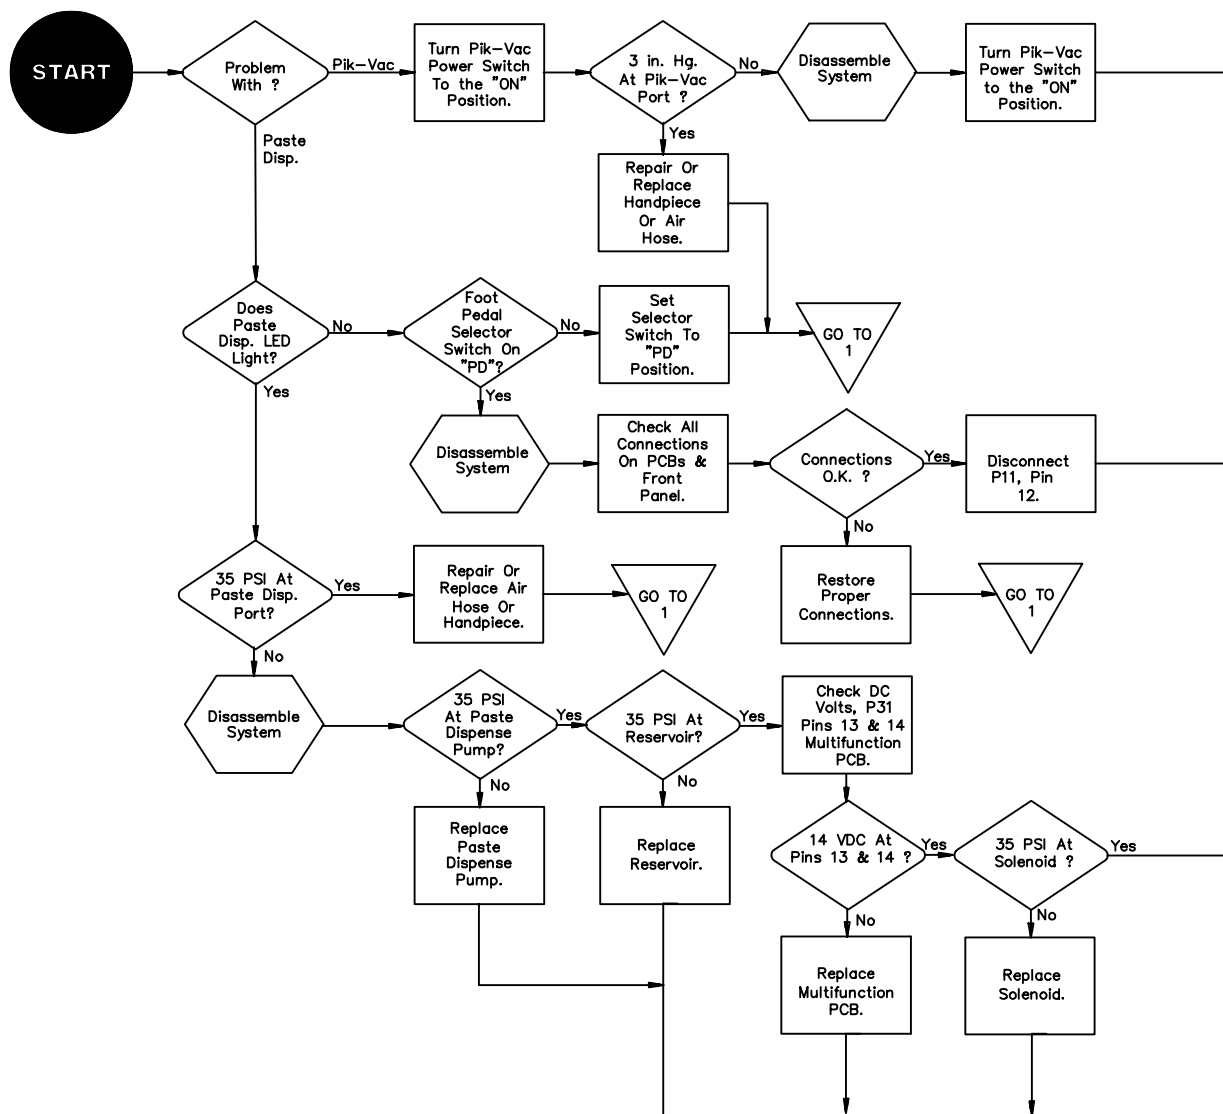 START
Problem
With ?
Pik-Vac
Turn Pik-Vac
Power Switch
To the "ON"
Position.
3 in. Hg.
At Pik-Vac
Port ?
No
Disassemble
System
Turn Pik-Vac
Power Switch
to the "ON"
Position.
Paste
Disp.
Yes
Repair Or
Replace
Handpiece
Or Air
Hose.
Does
Paste
Disp. LED
Light?
No
Foot
Pedal
Selector
Switch On
"PD"?
No
Set
Selector
Switch To
"PD"
Position.
GO TO
1
Yes
Yes
Disassemble
System
Check All
Connections
On PCBs &
Front
Panel.
Connections
O.K. ?
Yes
Disconnect
P11, Pin
12.
No
35 PSI At
Paste Disp.
Port?
Yes
Repair Or
Replace Air
Hose Or
Handpiece.
GO TO
1
Restore
Proper
Connections.
GO TO
1
No
Disassemble
System
35 PSI
At Paste
Dispense
Pump?
Yes
35 PSI At
Reservoir?
Yes
Check DC
Volts, P31
Pins 13 & 14
Multifunction
PCB.
No
No
Replace
Paste
Dispense
Pump.
Replace
Reservoir.
14 VDC At
Pins 13 & 14 ?
Yes
35 PSI At
Solenoid ?
Yes
No
No
Replace
Multifunction
PCB.
Replace
Solenoid.